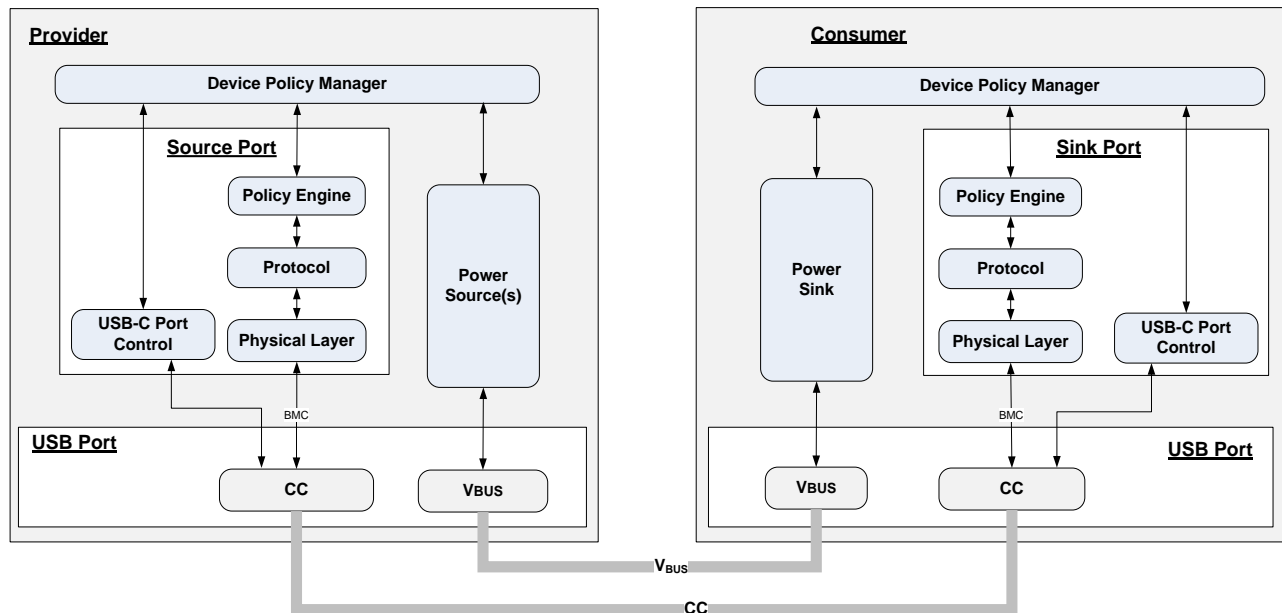 Provider
Device Policy Manager
Source Port
Policy Engine
Protocol
Physical Layer
USB-C Port
Control
Power
Source(s)
BMC
USB Port
CC
VBUS
Consumer
Device Policy Manager
Power
Sink
Sink Port
Policy Engine
Protocol
Physical Layer
USB-C Port
Control
BMC
USB Port
VBUS
CC
VBUS
CC